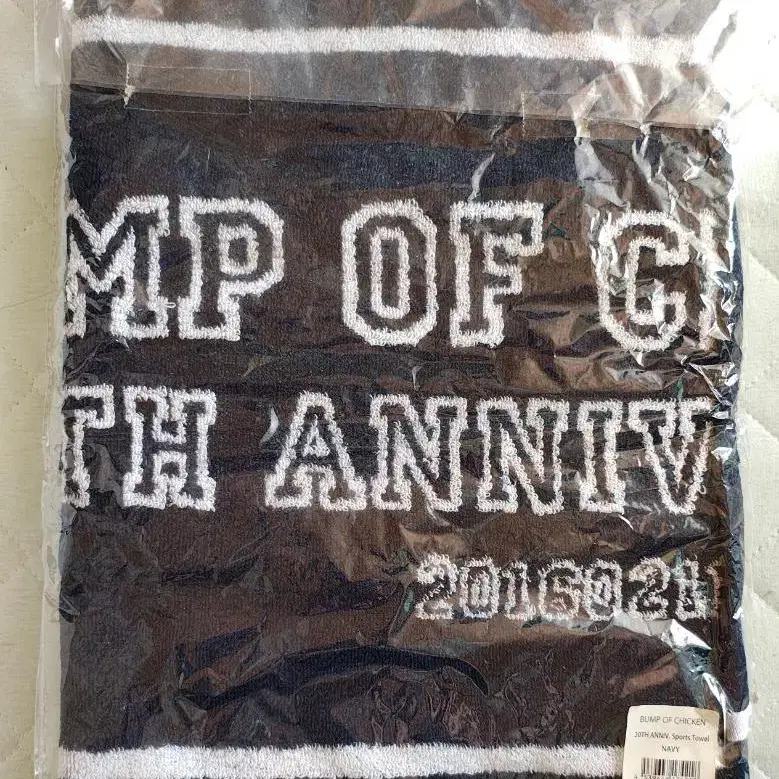 MP OF C
TH ANNIV
2016021
BUMP OF CHICKEN
20TH ANNIV. Sports Towel
NAVY